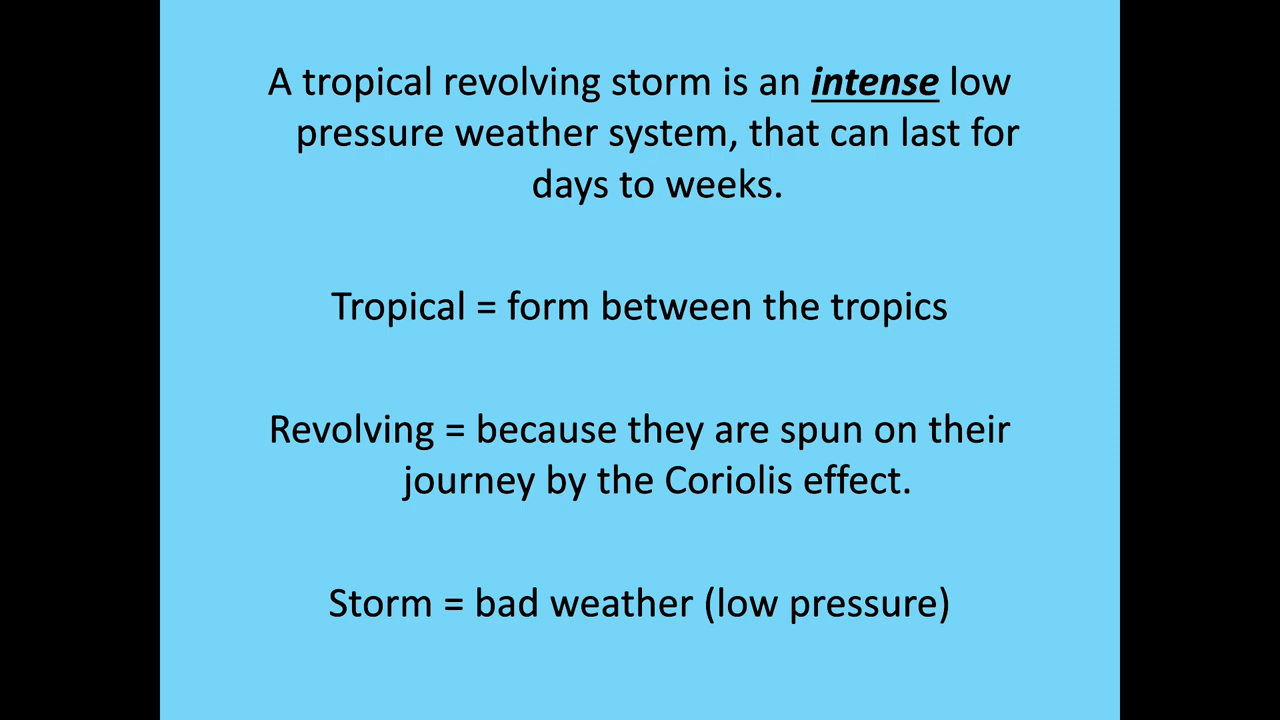 A tropical revolving storm is an intense low
pressure weather system, that can last for
days to weeks.
Tropical = form between the tropics
Revolving = because they are spun on their
journey by the Coriolis effect.
Storm = bad weather (low pressure)